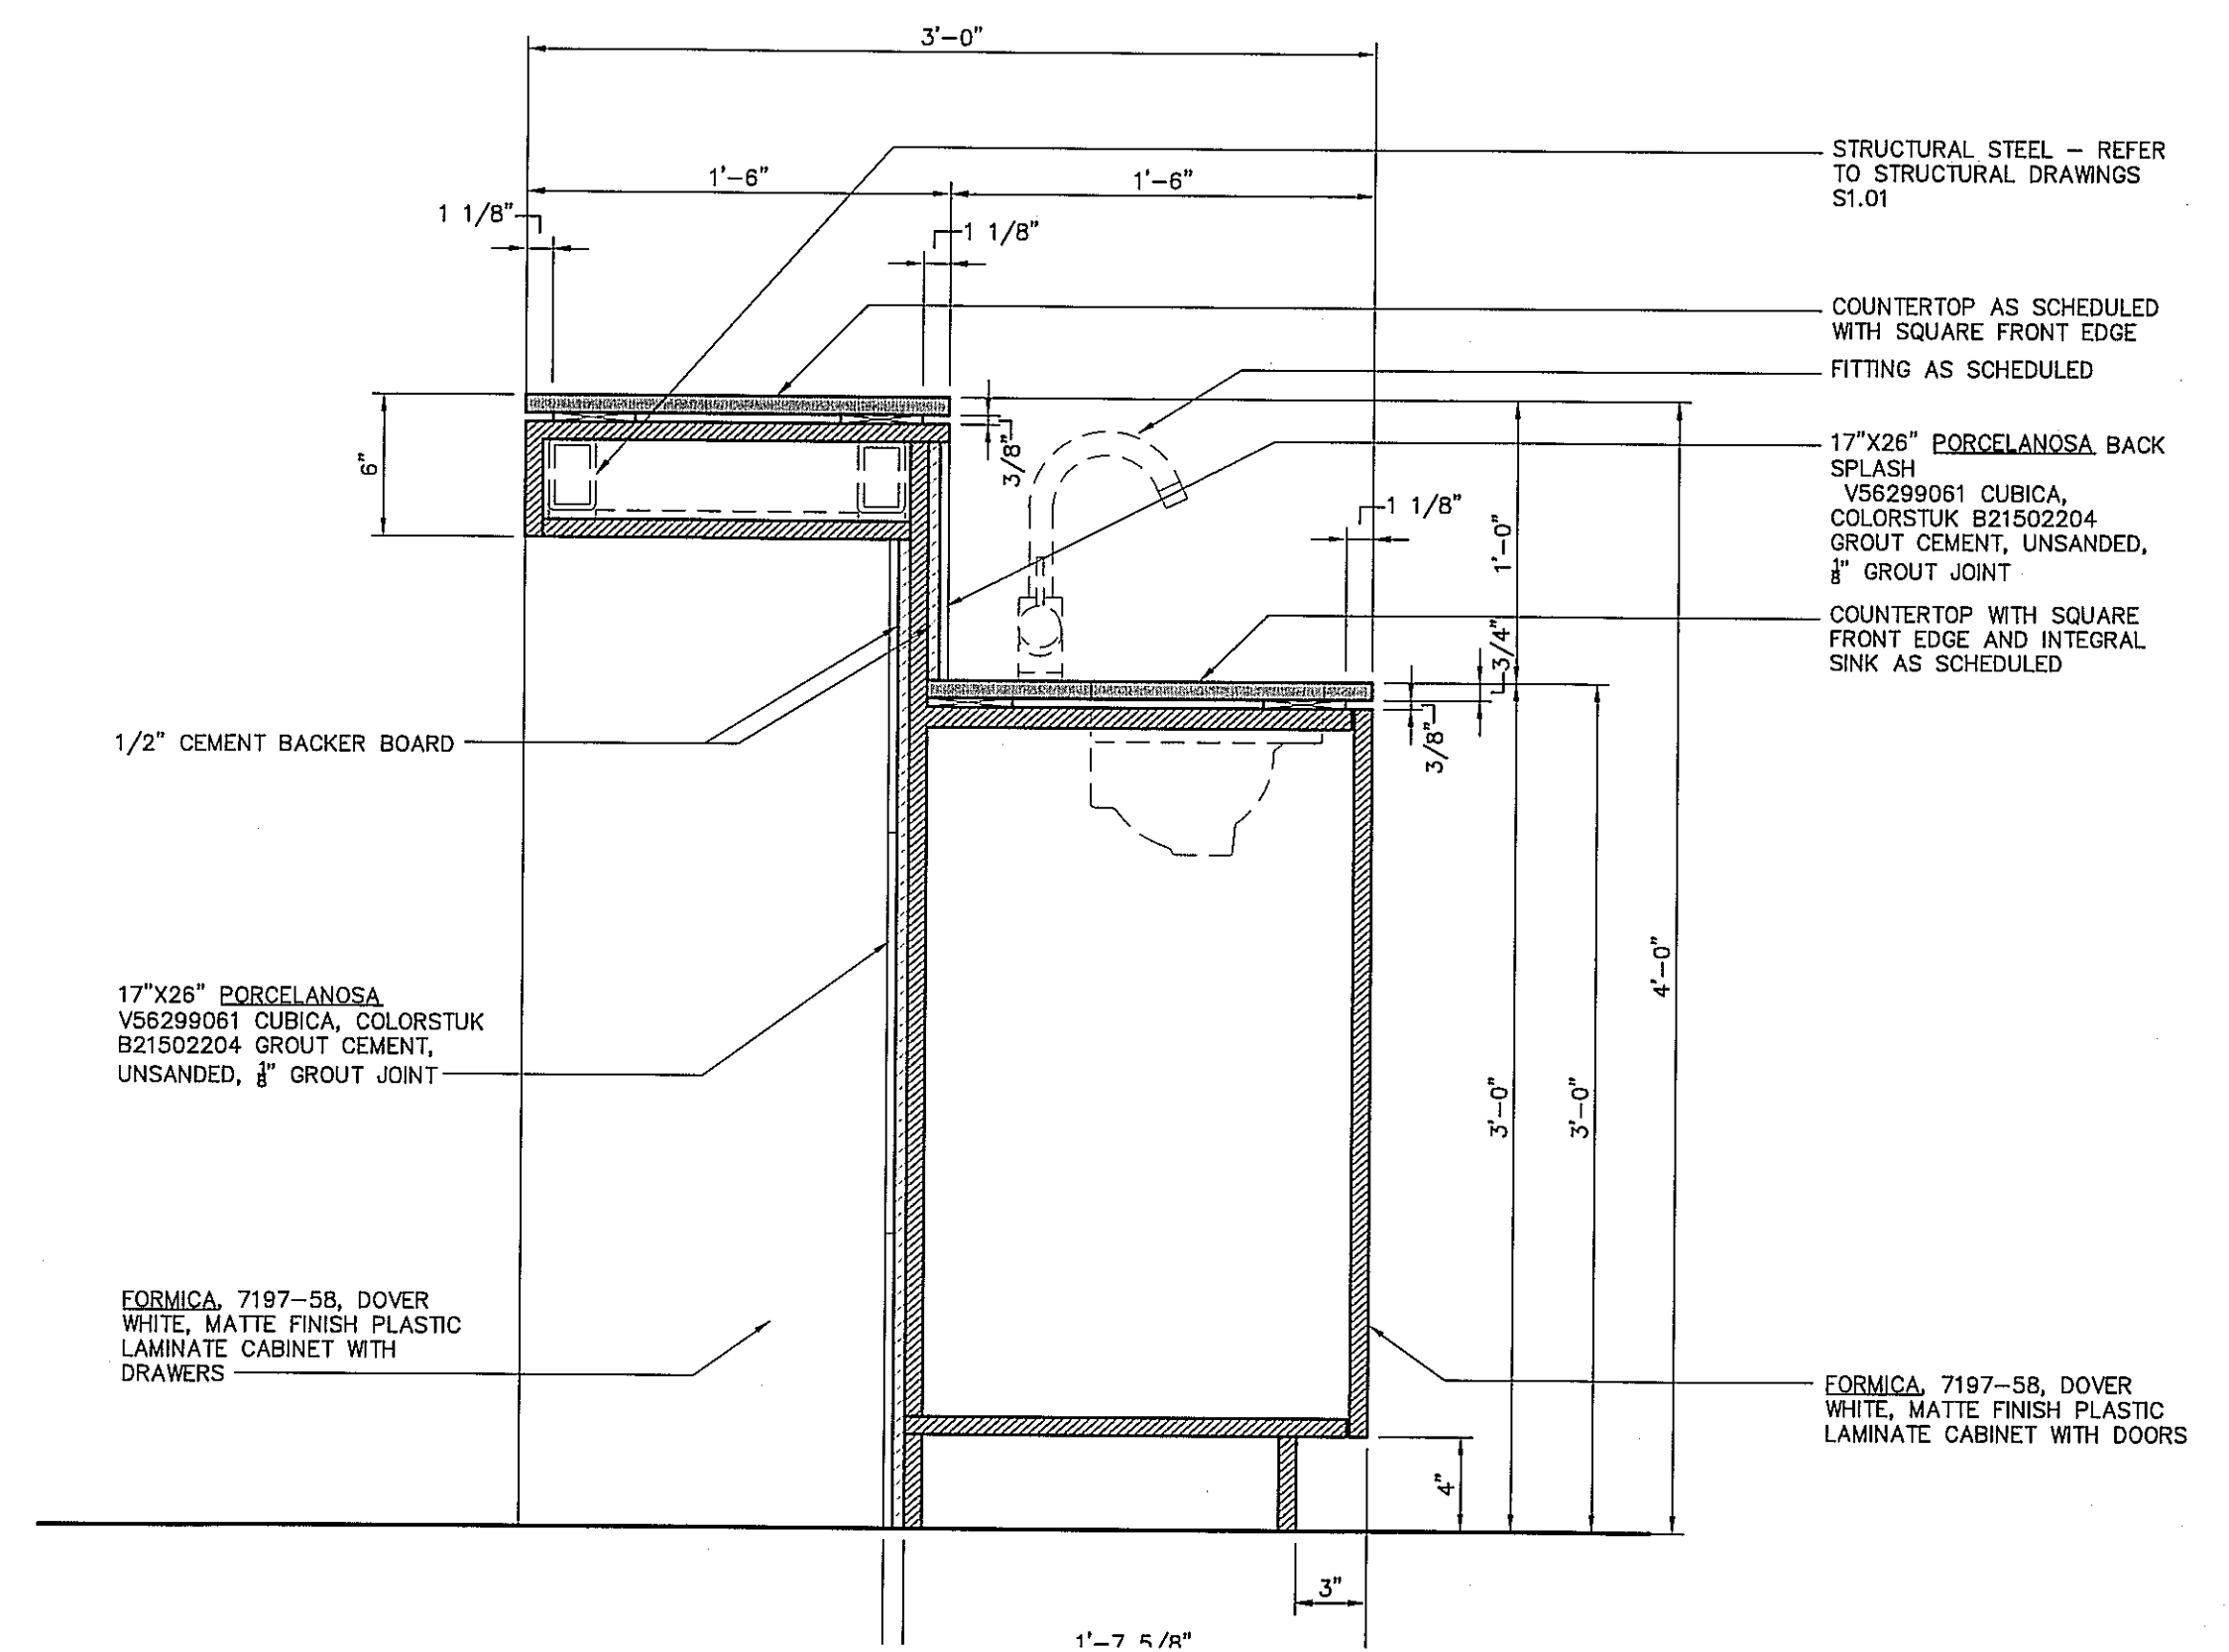 3'-0"
STRUCTURAL STEEL – REFER
TO STRUCTURAL DRAWINGS
S1.01
1'-6"
1'-6"
1 1/8"
1 1/8"
COUNTERTOP AS SCHEDULED
WITH SQUARE FRONT EDGE
FITTING AS SCHEDULED
6"
3/8"
17"X26" PORCELANOSA BACK
SPLASH
V56299061 CUBICA,
COLORSTUK B21502204
GROUT CEMENT, UNSANDED,
1/8" GROUT JOINT
1 1/8"
1'-0"
COUNTERTOP WITH SQUARE
FRONT EDGE AND INTEGRAL
SINK AS SCHEDULED
3/4"
3/8"
1/2" CEMENT BACKER BOARD
4'-0"
17"X26" PORCELANOSA
V56299061 CUBICA, COLORSTUK
B21502204 GROUT CEMENT,
UNSANDED, 1/8" GROUT JOINT
3'-0"
3'-0"
FORMICA, 7197-58, DOVER
WHITE, MATTE FINISH PLASTIC
LAMINATE CABINET WITH
DRAWERS
FORMICA, 7197-58, DOVER
WHITE, MATTE FINISH PLASTIC
LAMINATE CABINET WITH DOORS
4"
3"
1'-7 5/8"